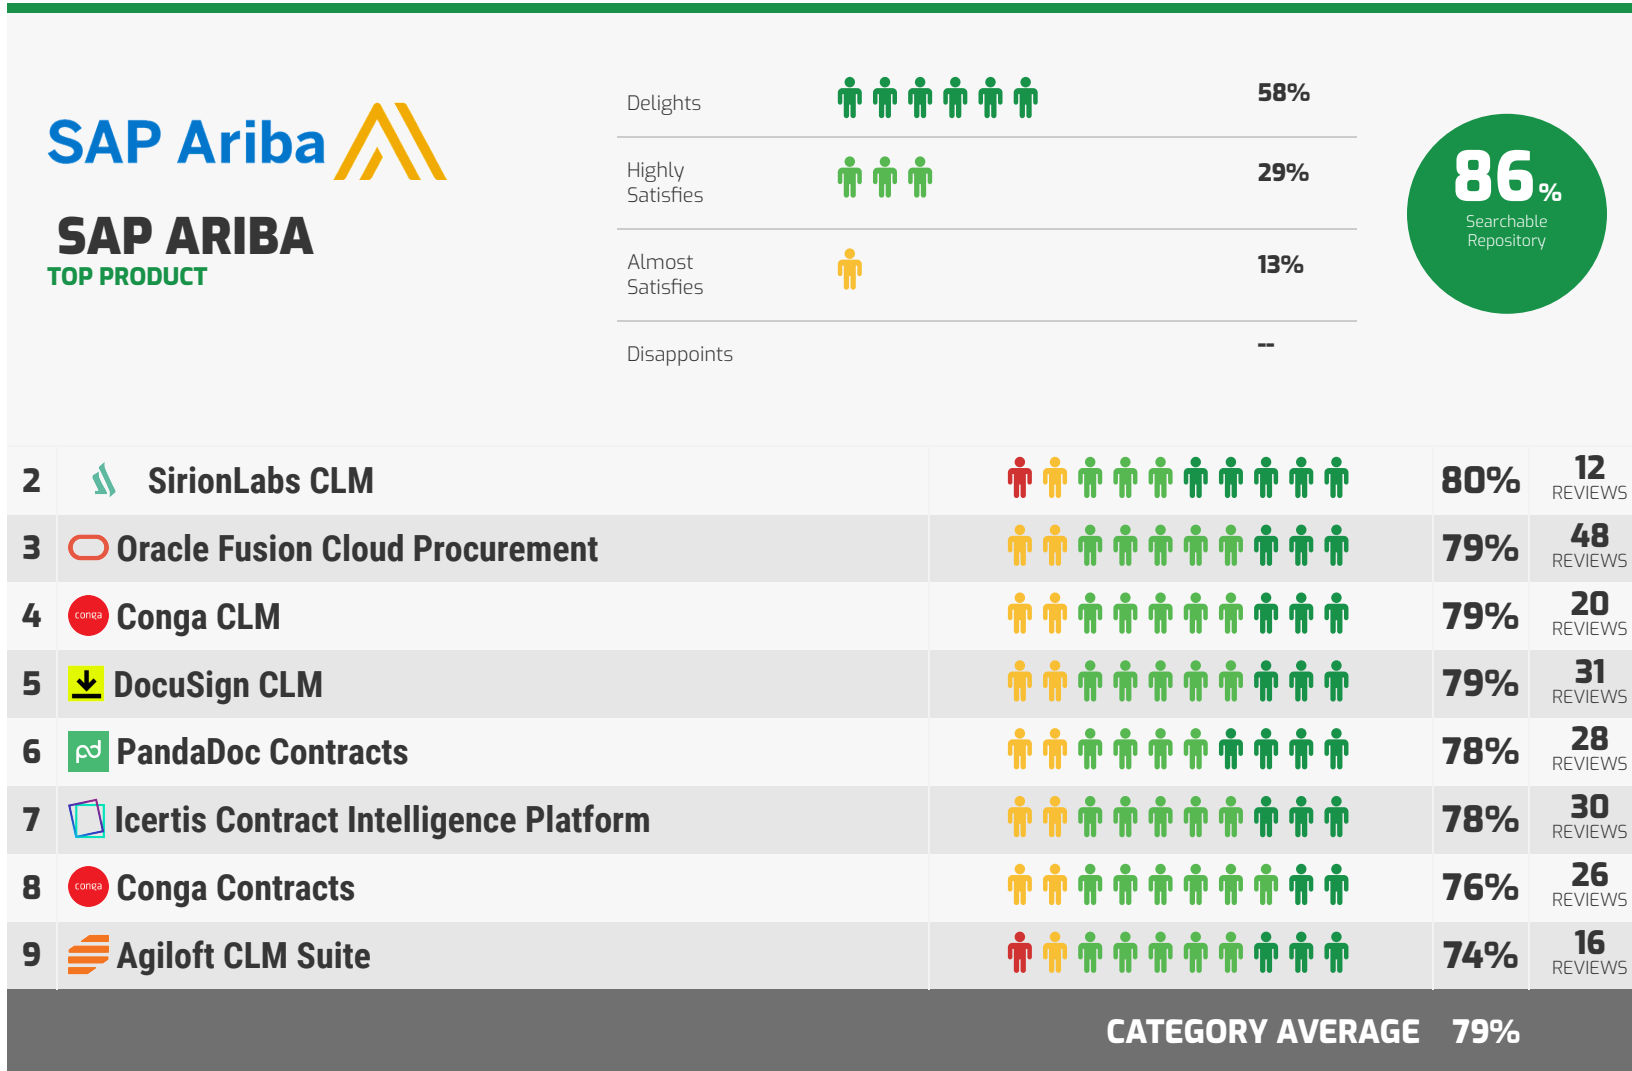 SAP Ariba
SAP ARIBA
TOP PRODUCT
Delights
58%
Highly
Satisfies
29%
Almost
Satisfies
13%
Disappoints
--
86%
Searchable
Repository
2 SirionLabs CLM 80% 12
REVIEWS
3 Oracle Fusion Cloud Procurement 79% 48
REVIEWS
4 conga Conga CLM 79% 20
REVIEWS
5 DocuSign CLM 79% 31
REVIEWS
6 pd PandaDoc Contracts 78% 28
REVIEWS
7 Icertis Contract Intelligence Platform 78% 30
REVIEWS
8 conga Conga Contracts 76% 26
REVIEWS
9 Agiloft CLM Suite 74% 16
REVIEWS
CATEGORY AVERAGE 79%